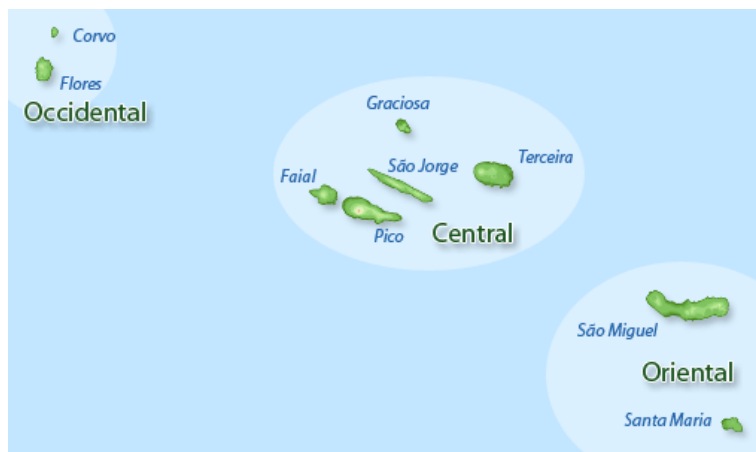 Corvo
Flores
Occidental
Graciosa
São Jorge
Terceira
Faial
Pico
Central
São Miguel
Oriental
Santa Maria